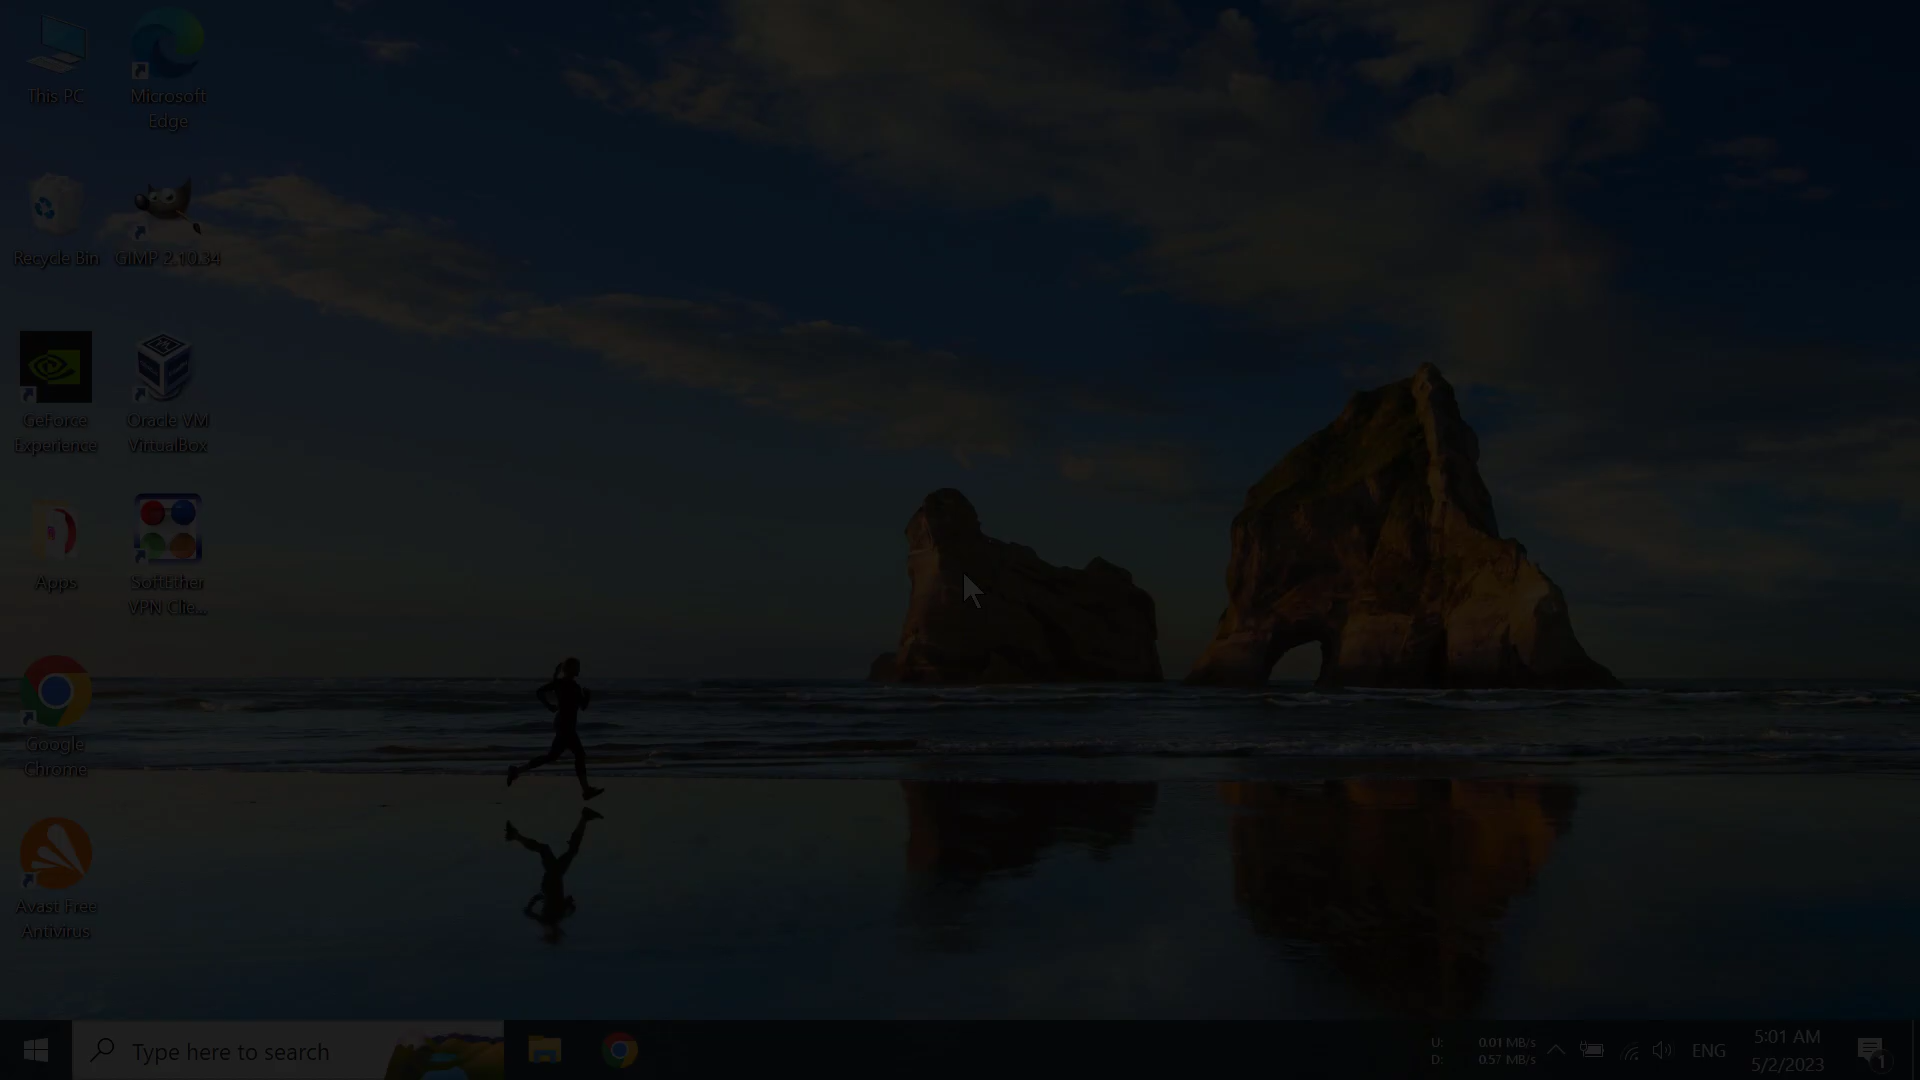 This PC
Microsoft
Edge
Recycle Bin
GIMP 2.10.34
GeForce
Experience
Oracle VM
VirtualBox
Apps
SoftEther
VPN Clie...
Google
Chrome
Avast Free
Antivirus
Type here to search
U: 0.01 MB/s
D: 0.57 MB/s
ENG
5:01 AM
5/2/2023
1